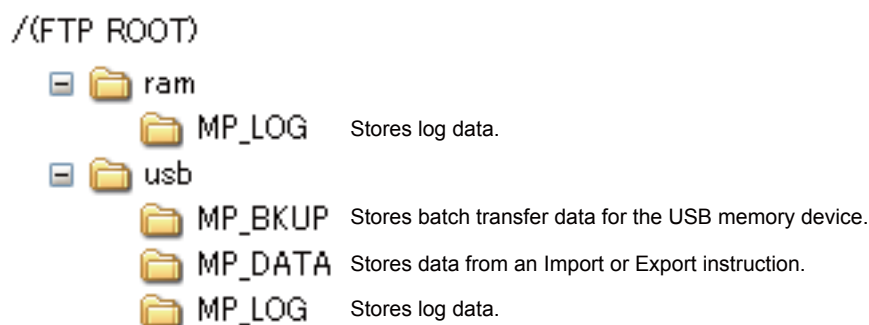 /(FTP ROOT)
ram
MP_LOG Stores log data.
usb
MP_BKUP Stores batch transfer data for the USB memory device.
MP_DATA Stores data from an Import or Export instruction.
MP_LOG Stores log data.